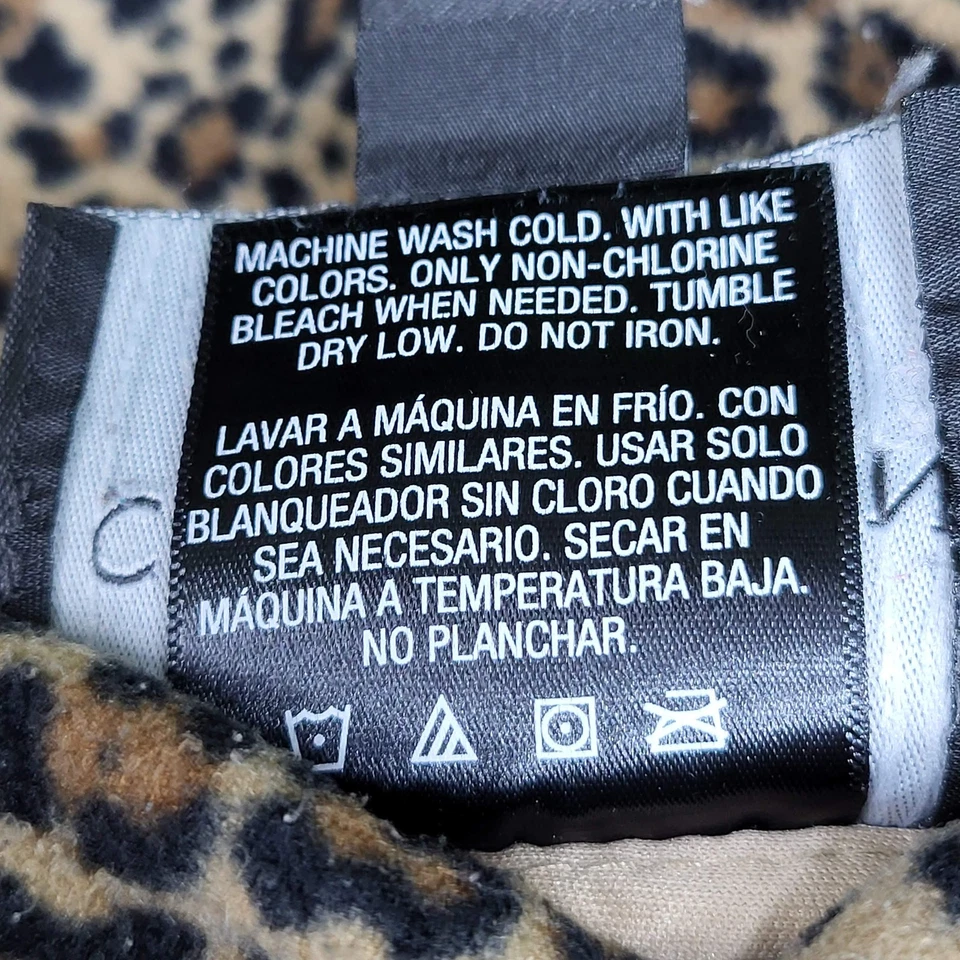 MACHINE WASH COLD. WITH LIKE
COLORS. ONLY NON-CHLORINE
BLEACH WHEN NEEDED. TUMBLE
DRY LOW. DO NOT IRON.
LAVAR A MÁQUINA EN FRÍO. CON
COLORES SIMILARES. USAR SOLO
BLANQUEADOR SIN CLORO CUANDO
SEA NECESARIO. SECAR EN
MÁQUINA A TEMPERATURA BAJA.
NO PLANCHAR.